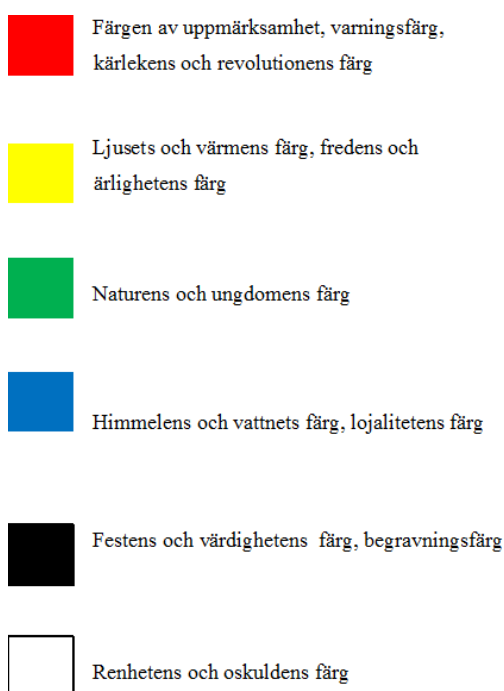 Färgen av uppmärksamhet, varningsfärg,
kärlekens och revolutionens färg
Ljusets och värmens färg, fredens och
ärlighetens färg
Naturens och ungdomens färg
Himmelens och vattnets färg, lojalitetens färg
Festens och värdighetens  färg, begravningsfärg
Renhetens och oskuldens färg